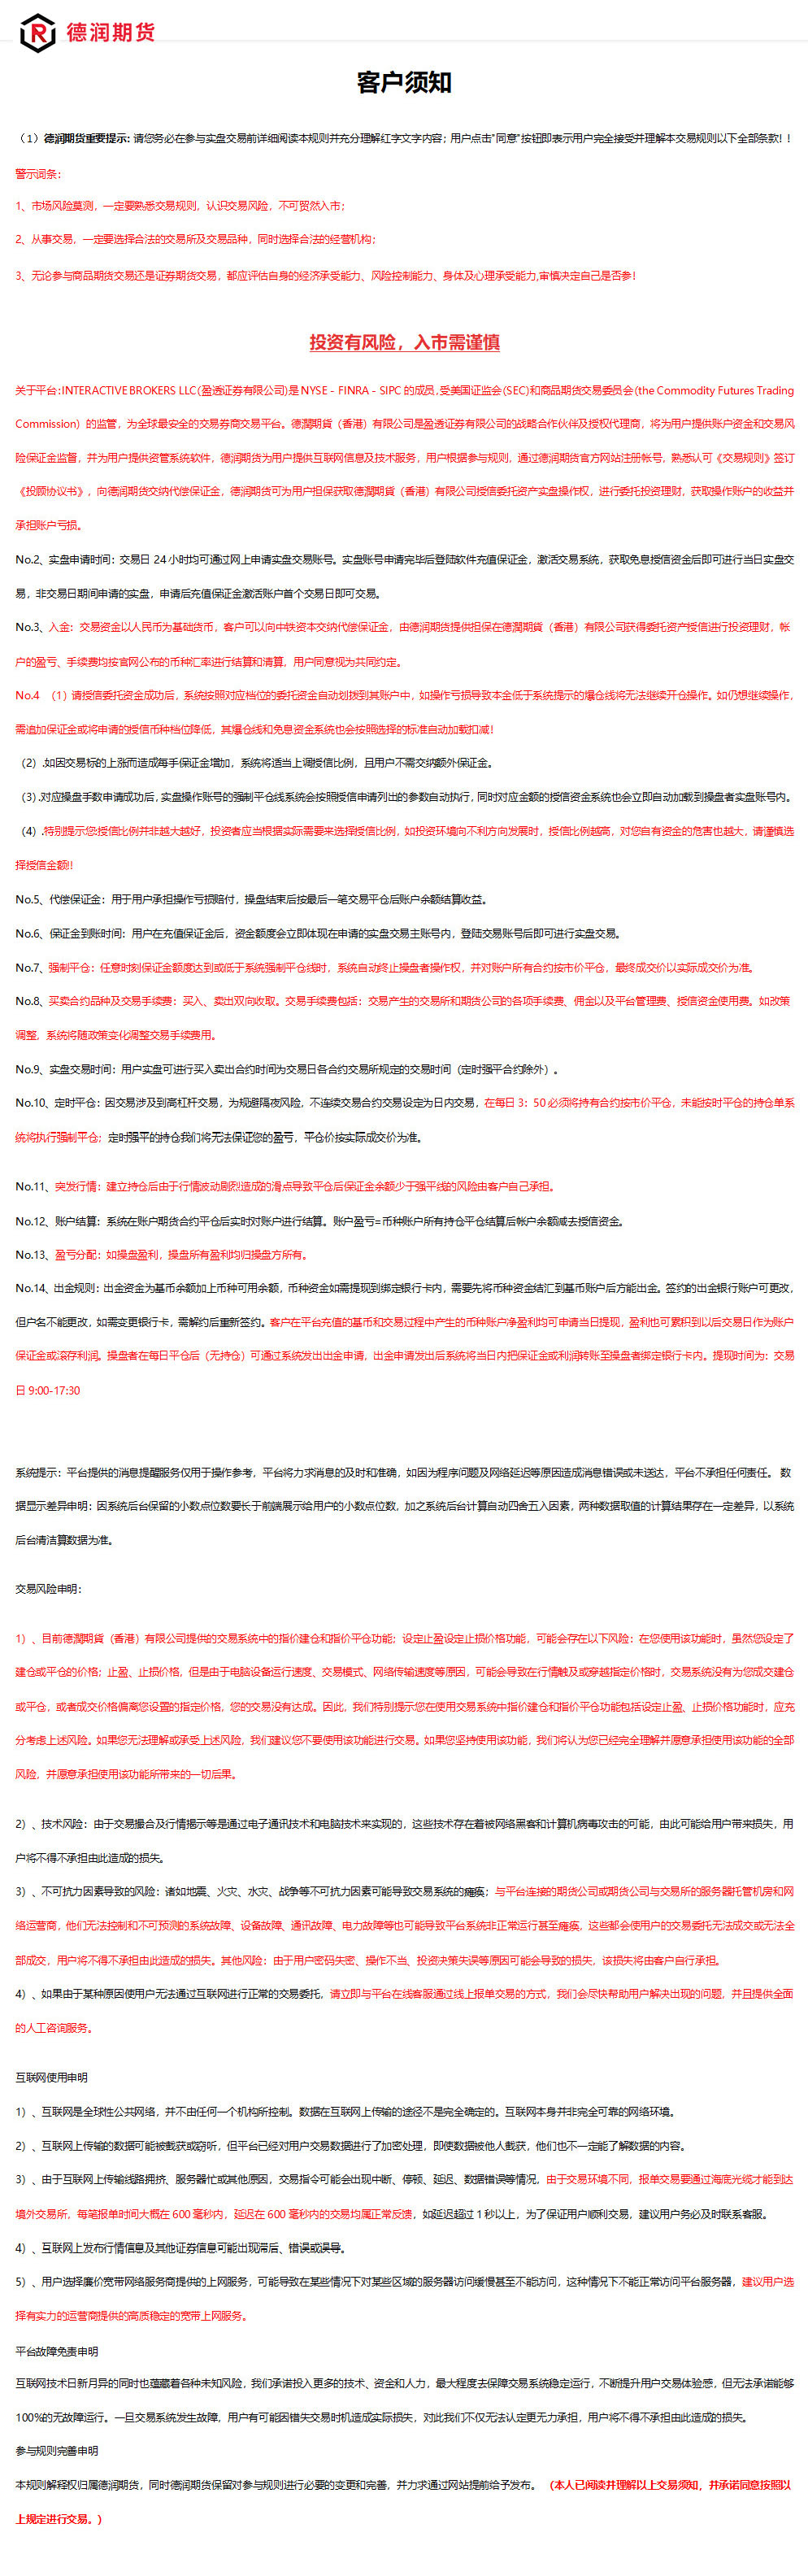 德润期货
客户须知
（1）德润期货重要提示: 请您务必在参与实盘交易前详细阅读本规则并充分理解红字文字内容；用户点击"同意"按钮即表示用户完全接受并理解本交易规则以下全部条款！！
警示词条：
1、市场风险莫测，一定要熟悉交易规则，认识交易风险，不可贸然入市；
2、从事交易，一定要选择合法的交易所及交易品种，同时选择合法的经营机构；
3、无论参与商品期货交易还是证券期货交易，都应评估自身的经济承受能力、风险控制能力、身体及心理承受能力,审慎决定自己是否参！
投资有风险，入市需谨慎
关于平台：INTERACTIVE BROKERS LLC(盈透证券有限公司)是 NYSE - FINRA - SIPC 的成员,受美国证监会(SEC)和商品期货交易委员会(the Commodity Futures Trading
Commission) 的监管，为全球最安全的交易券商交易平台。德潤期貨（香港）有限公司是盈透证券有限公司的战略合作伙伴及授权代理商，将为用户提供账户资金和交易风
险保证金监督，并为用户提供资管系统软件，德润期货为用户提供互联网信息及技术服务，用户根据参与规则，通过德润期货官方网站注册帐号，熟悉认可《交易规则》签订
《投顾协议书》，向德润期货交纳代偿保证金，德润期货可为用户担保获取德潤期貨（香港）有限公司授信委托资产实盘操作权，进行委托投资理财，获取操作账户的收益并
承担账户亏损。
No.2、实盘申请时间：交易日 24 小时均可通过网上申请实盘交易账号。实盘账号申请完毕后登陆软件充值保证金，激活交易系统，获取免息授信资金后即可进行当日实盘交
易，非交易日期间申请的实盘，申请后充值保证金激活账户首个交易日即可交易。
No.3、入金：交易资金以人民币为基础货币，客户可以向中铁资本交纳代偿保证金，由德润期货提供担保在德潤期貨（香港）有限公司获得委托资产授信进行投资理财，帐
户的盈亏、手续费均按官网公布的币种汇率进行结算和清算，用户同意视为共同约定。
No.4 （1）请授信委托资金成功后，系统按照对应档位的委托资金自动划拨到其账户中，如操作亏损导致本金低于系统提示的爆仓线将无法继续开仓操作。如仍想继续操作，
需追加保证金或将申请的授信币种档位降低，其爆仓线和免息资金系统也会按照选择的标准自动加载扣减！
（2）.如因交易标的上涨而造成每手保证金增加，系统将适当上调授信比例，且用户不需交纳额外保证金。
（3）.对应操盘手数申请成功后，实盘操作账号的强制平仓线系统会按照授信申请列出的参数自动执行，同时对应金额的授信资金系统也会立即自动加载到操盘者实盘账号内。
（4）.特别提示您:授信比例并非越大越好，投资者应当根据实际需要来选择授信比例，如投资环境向不利方向发展时，授信比例越高，对您自有资金的危害也越大，请谨慎选
择授信金额!!
No.5、代偿保证金：用于用户承担操作亏损赔付，操盘结束后按最后一笔交易平仓后账户余额结算收益。
No.6、保证金到账时间：用户在充值保证金后，资金额度会立即体现在申请的实盘交易主账号内，登陆交易账号后即可进行实盘交易。
No.7、强制平仓：任意时刻保证金额度达到或低于系统强制平仓线时，系统自动终止操盘者操作权，并对账户所有合约按市价平仓，最终成交价以实际成交价为准。
No.8、买卖合约品种及交易手续费：买入、卖出双向收取。交易手续费包括：交易产生的交易所和期货公司的各项手续费、佣金以及平台管理费、授信资金使用费。如政策
调整，系统将随政策变化调整交易手续费用。
No.9、实盘交易时间：用户实盘可进行买入卖出合约时间为交易日各合约交易所规定的交易时间（定时强平合约除外）。
No.10、定时平仓：因交易涉及到高杠杆交易，为规避隔夜风险，不连续交易合约交易设定为日内交易，在每日 3：50 必须将持有合约按市价平仓，未能按时平仓的持仓单系
统将执行强制平仓；定时强平的持仓我们将无法保证您的盈亏，平仓价按实际成交价为准。
No.11、突发行情：建立持仓后由于行情波动剧烈造成的滑点导致平仓后保证金余额少于强平线的风险由客户自己承担。
No.12、账户结算：系统在账户期货合约平仓后实时对账户进行结算。账户盈亏=币种账户所有持仓平仓结算后帐户余额减去授信资金。
No.13、盈亏分配：如操盘盈利，操盘所有盈利均归操盘方所有。
No.14、出金规则：出金资金为基币余额加上币种可用余额，币种资金如需提现到绑定银行卡内，需要先将币种资金结汇到基币账户后方能出金。签约的出金银行账户可更改，
但户名不能更改，如需变更银行卡，需解约后重新签约。客户在平台充值的基币和交易过程中产生的币种账户净盈利均可申请当日提现，盈利也可累积到以后交易日作为账户
保证金或滚存利润。操盘者在每日平仓后（无持仓）可通过系统发出出金申请，出金申请发出后系统将当日内把保证金或利润转账至操盘者绑定银行卡内。提现时间为：交易
日 9:00-17:30
系统提示：平台提供的消息提醒服务仅用于操作参考，平台将力求消息的及时和准确，如因为程序问题及网络延迟等原因造成消息错误或未送达，平台不承担任何责任。 数
据显示差异申明：因系统后台保留的小数点位数要长于前端展示给用户的小数点位数，加之系统后台计算自动四舍五入因素，两种数据取值的计算结果存在一定差异，以系统
后台清洁算数据为准。
交易风险申明：
1）、目前德潤期貨（香港）有限公司提供的交易系统中的指价建仓和指价平仓功能；设定止盈设定止损价格功能，可能会存在以下风险：在您使用该功能时，虽然您设定了
建仓或平仓的价格；止盈、止损价格，但是由于电脑设备运行速度、交易模式、网络传输速度等原因，可能会导致在行情触及或穿越指定价格时，交易系统没有为您成交建仓
或平仓，或者成交价格偏离您设置的指定价格，您的交易没有达成。因此，我们特别提示您在使用交易系统中指价建仓和指价平仓功能包括设定止盈、止损价格功能时，应充
分考虑上述风险。如果您无法理解或承受上述风险，我们建议您不要使用该功能进行交易。如果您坚持使用该功能，我们将认为您已经完全理解并愿意承担使用该功能的全部
风险，并愿意承担使用该功能所带来的一切后果。
2）、技术风险：由于交易撮合及行情揭示等是通过电子通讯技术和电脑技术来实现的，这些技术存在着被网络黑客和计算机病毒攻击的可能，由此可能给用户带来损失，用
户将不得不承担由此造成的损失。
3）、不可抗力因素导致的风险：诸如地震、火灾、水灾、战争等不可抗力因素可能导致交易系统的瘫痪；与平台连接的期货公司或期货公司与交易所的服务器托管机房和网
络运营商，他们无法控制和不可预测的系统故障、设备故障、通讯故障、电力故障等也可能导致平台系统非正常运行甚至瘫痪，这些都会使用户的交易委托无法成交或无法全
部成交，用户将不得不承担由此造成的损失。其他风险：由于用户密码失密、操作不当、投资决策失误等原因可能会导致的损失，该损失将由客户自行承担。
4）、如果由于某种原因使用户无法通过互联网进行正常的交易委托，请立即与平台在线客服通过线上报单交易的方式，我们会尽快帮助用户解决出现的问题，并且提供全面
的人工咨询服务。
互联网使用申明
1）、互联网是全球性公共网络，并不由任何一个机构所控制。数据在互联网上传输的途径不是完全确定的。互联网本身并非完全可靠的网络环境。
2）、互联网上传输的数据可能被截获或窃听，但平台已经对用户交易数据进行了加密处理，即使数据被他人截获，他们也不一定能了解数据的内容。
3）、由于互联网上传输线路拥挤、服务器忙或其他原因，交易指令可能会出现中断、停顿、延迟、数据错误等情况，由于交易环境不同，报单交易要通过海底光缆才能到达
境外交易所，每笔报单时间大概在 600 毫秒内，延迟在 600 毫秒内的交易均属正常反馈，如延迟超过 1 秒以上，为了保证用户顺利交易，建议用户务必及时联系客服。
4）、互联网上发布行情信息及其他证券信息可能出现滞后、错误或误导。
5）、用户选择廉价宽带网络服务商提供的上网服务，可能导致在某些情况下对某些区域的服务器访问缓慢甚至不能访问，这种情况下不能正常访问平台服务器，建议用户选
择有实力的运营商提供的高质稳定的宽带上网服务。
平台故障免责申明
互联网技术日新月异的同时也蕴藏着各种未知风险，我们承诺投入更多的技术、资金和人力，最大程度去保障交易系统稳定运行，不断提升用户交易体验感，但无法承诺能够
100%的无故障运行。一旦交易系统发生故障，用户有可能因错失交易时机造成实际损失，对此我们不仅无法认定更无力承担，用户将不得不承担由此造成的损失。
参与规则完善申明
本规则解释权归属德润期货，同时德润期货保留对参与规则进行必要的变更和完善，并力求通过网站提前给予发布。 （本人已阅读并理解以上交易须知，并承诺同意按照以
上规定进行交易。）